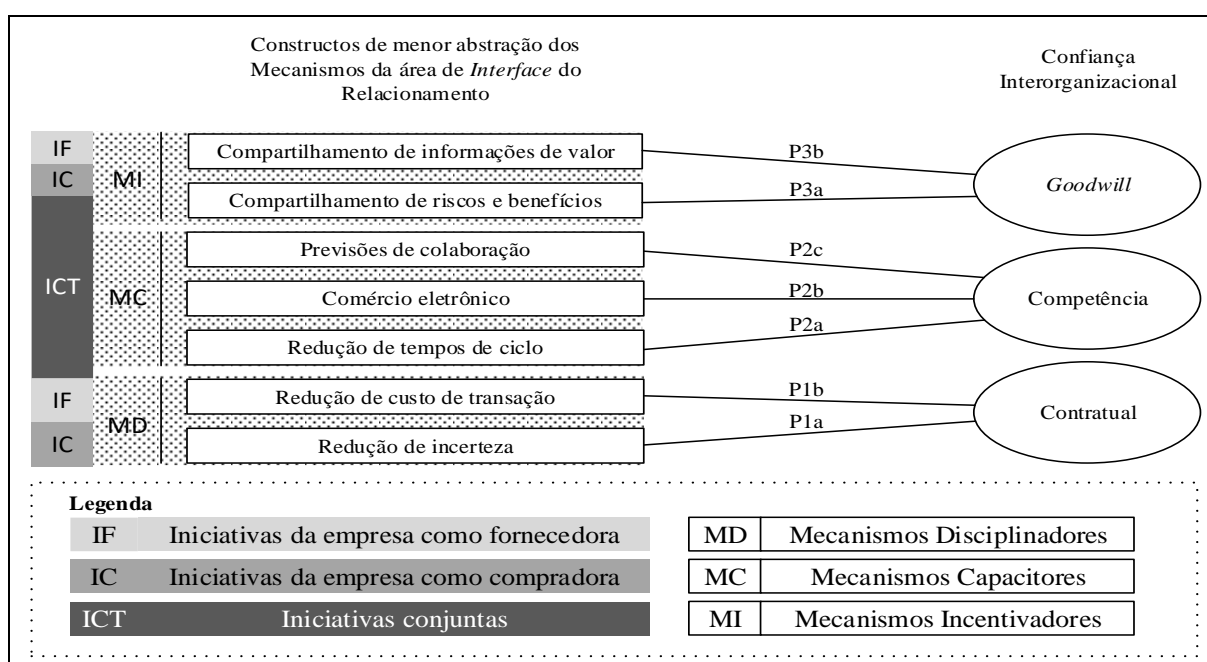 Constructos de menor abstração dos
Mecanismos da área de Interface do
Relacionamento
Confiança
Interorganizacional
IF
IC
ICT
IF
IC
MI
MC
MD
Compartilhamento de informações de valor
Compartilhamento de riscos e benefícios
Previsões de colaboração
Comércio eletrônico
Redução de tempos de ciclo
Redução de custo de transação
Redução de incerteza
P3b
P3a
P2c
P2b
P2a
P1b
P1a
Goodwill
Competência
Contratual
Legenda
IF Iniciativas da empresa como fornecedora
IC Iniciativas da empresa como compradora
ICT Iniciativas conjuntas
MD Mecanismos Disciplinadores
MC Mecanismos Capacitores
MI Mecanismos Incentivadores